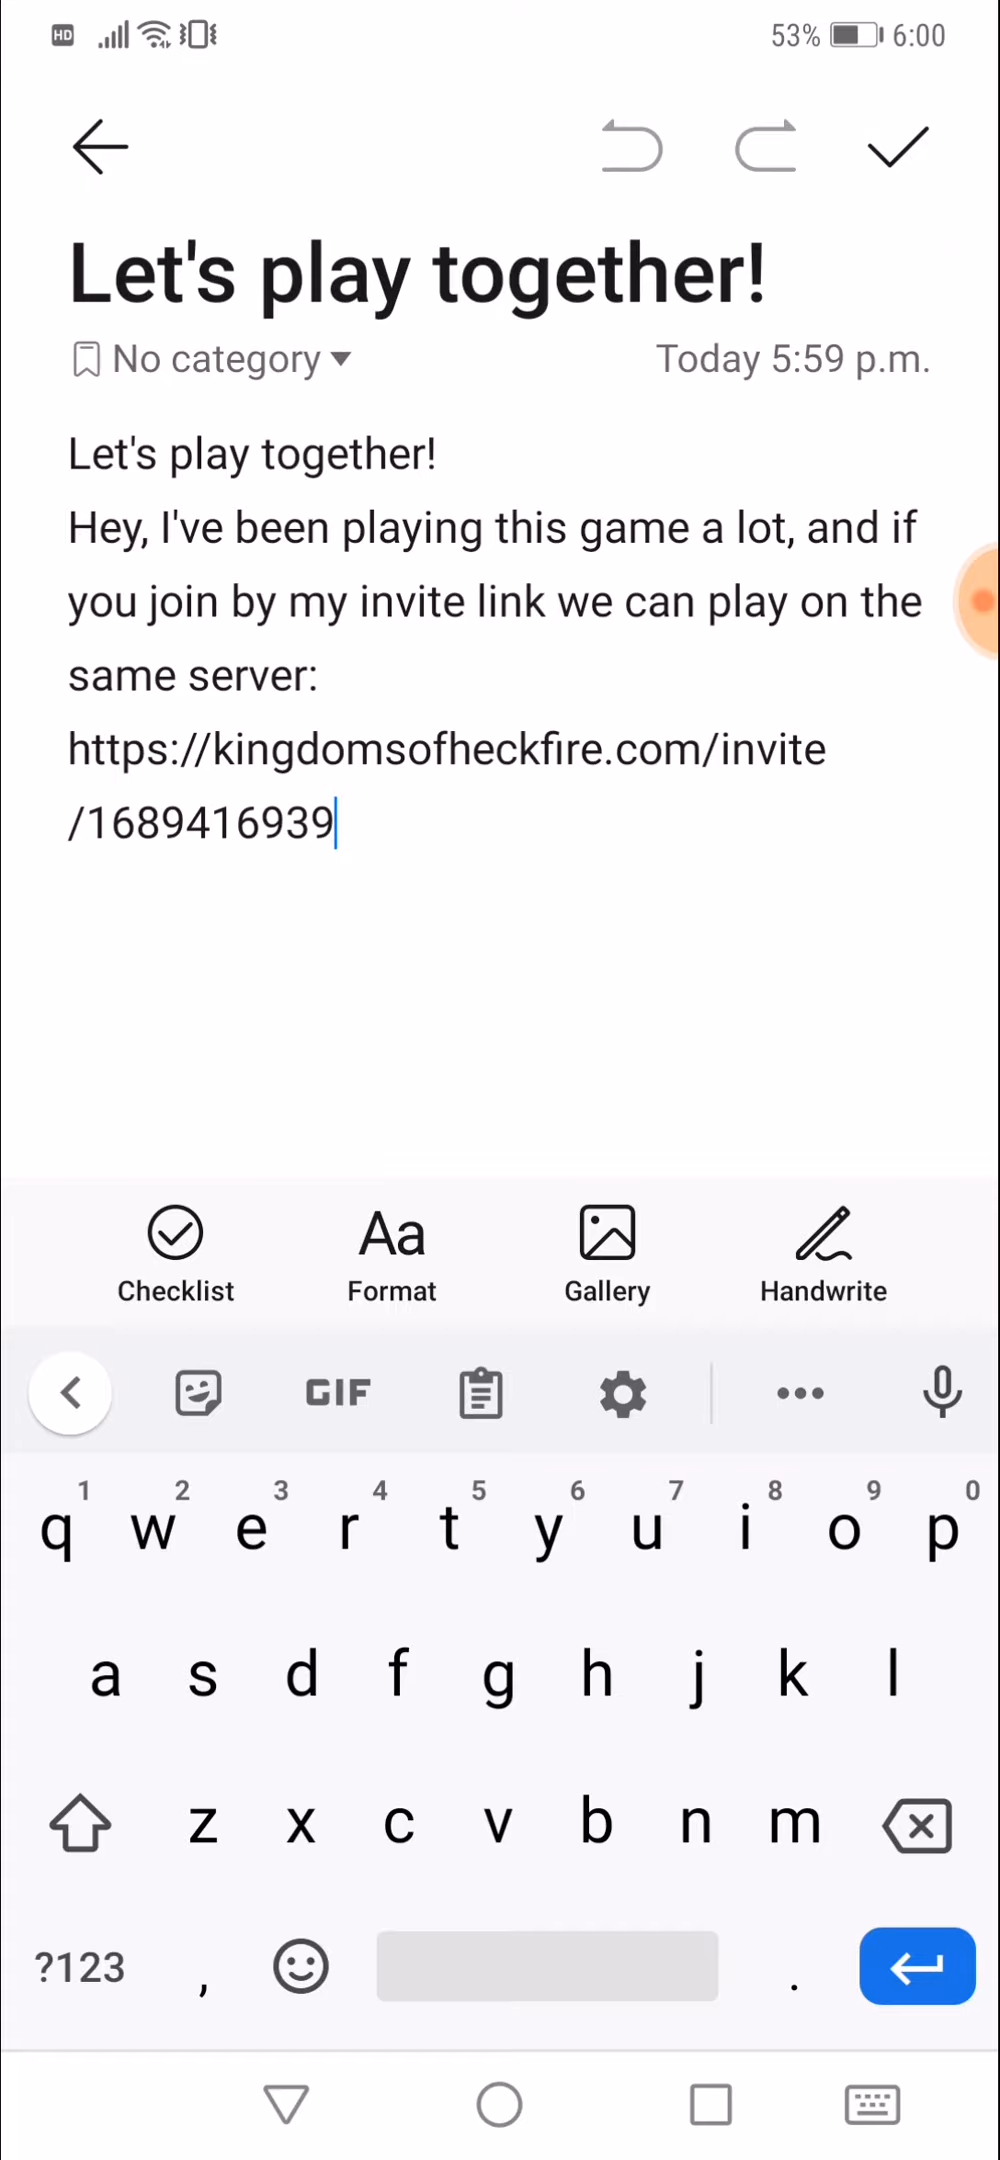 HD 53% 6:00
Let's play together!
No category Today 5:59 p.m.
Let's play together!
Hey, I've been playing this game a lot, and if
you join by my invite link we can play on the
same server:
https://kingdomsofheckfire.com/invite
/1689416939
Aa
Checklist Format Gallery Handwrite
GIF
1 2 3 4 5 6 7 8 9 0
q w e r t y u i o p
a s d f g h j k l
z x c v b n m
?123 , .